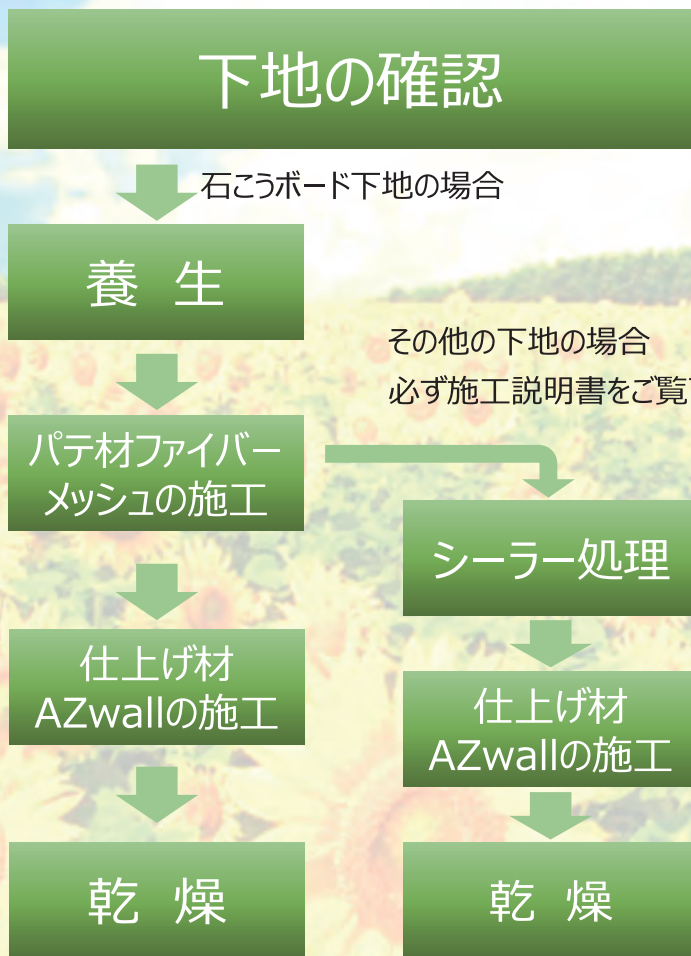 下地の確認
石こうボード下地の場合
養 生
その他の下地の場合
必ず施工説明書をご覧
パテ材ファイバー
メッシュの施工
シーラー処理
仕上げ材
AZwallの施工
仕上げ材
AZwallの施工
乾 燥
乾 燥